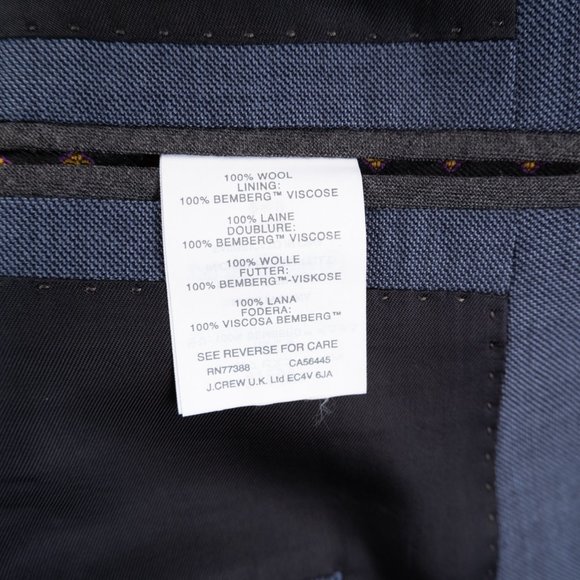 100% WOOL
LINING:
100% BEMBERG™ VISCOSE
100% LAINE
DOUBLURE:
100% BEMBERG™ VISCOSE
100% WOLLE
FUTTER:
100% BEMBERG™-VISKOSE
100% LANA
FODERA:
100% VISCOSA BEMBERG™
SEE REVERSE FOR CARE
RN77388 CA56445
J.CREW U.K. Ltd EC4V 6JA